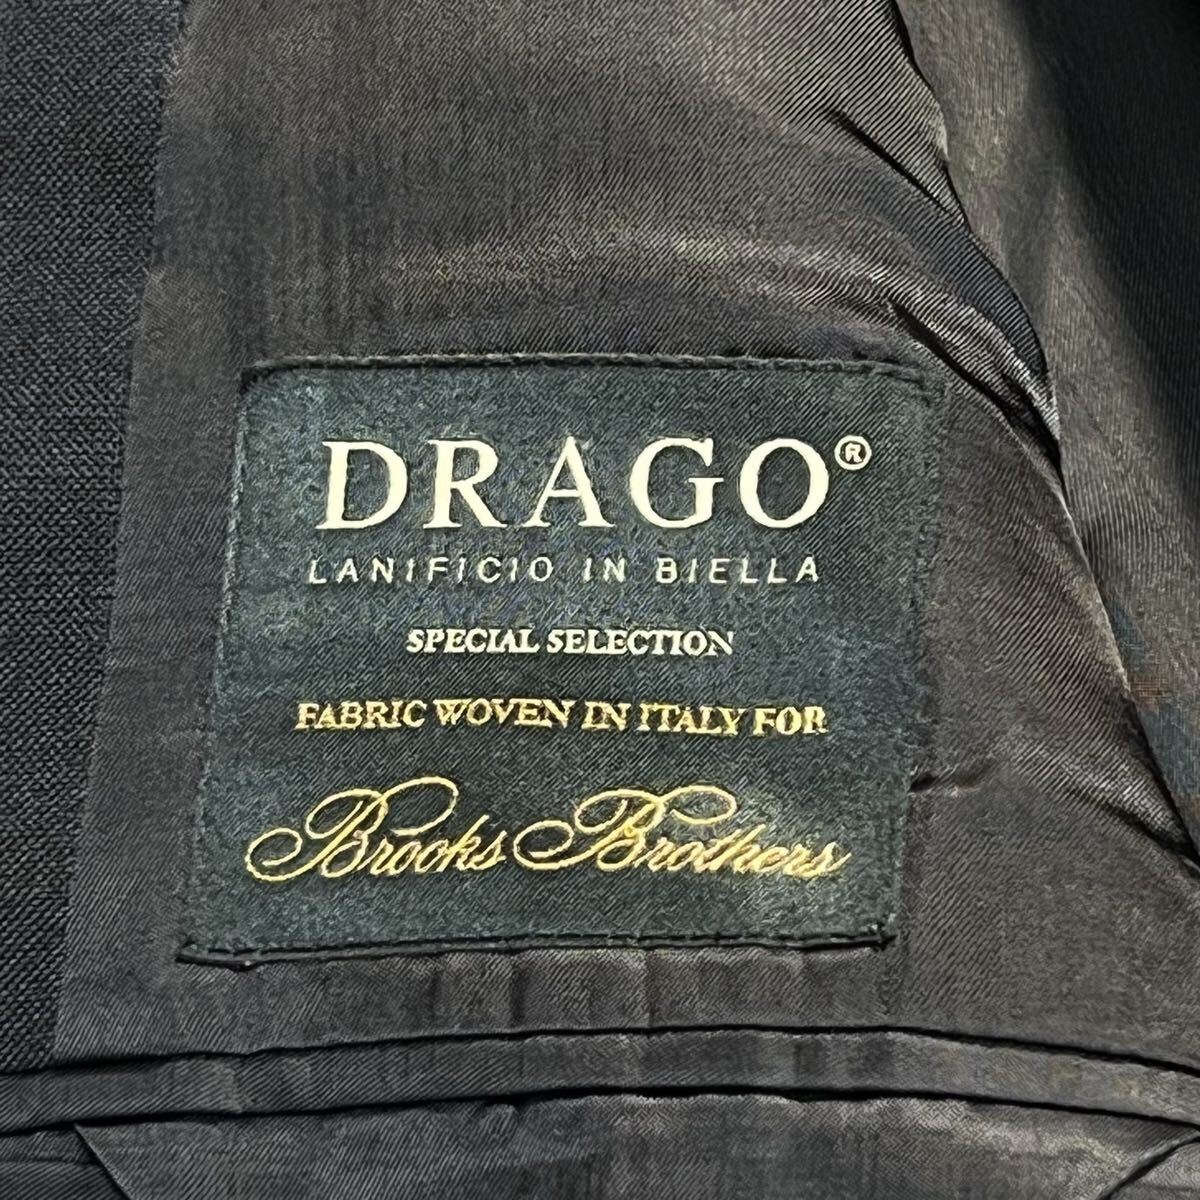 DRAGO®
LANIFICIO IN BIELLA
SPECIAL SELECTION
FABRIC WOVEN IN ITALY FOR
Brooks Brothers